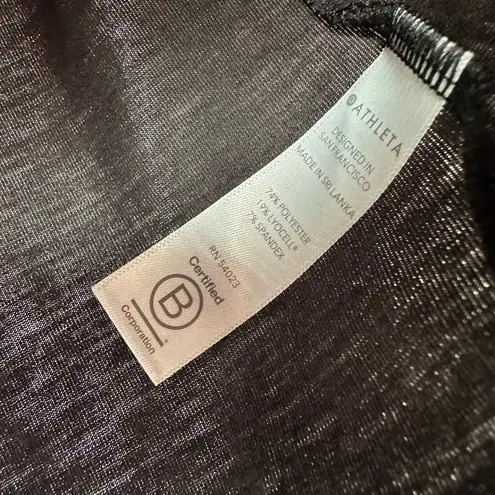 ATHLETA
DESIGNED IN
SAN FRANCISCO
MADE IN SRI LANKA
74% POLYESTER
19% LYOCELL®
7% SPANDEX
RN 54023
Certified
B
Corporation